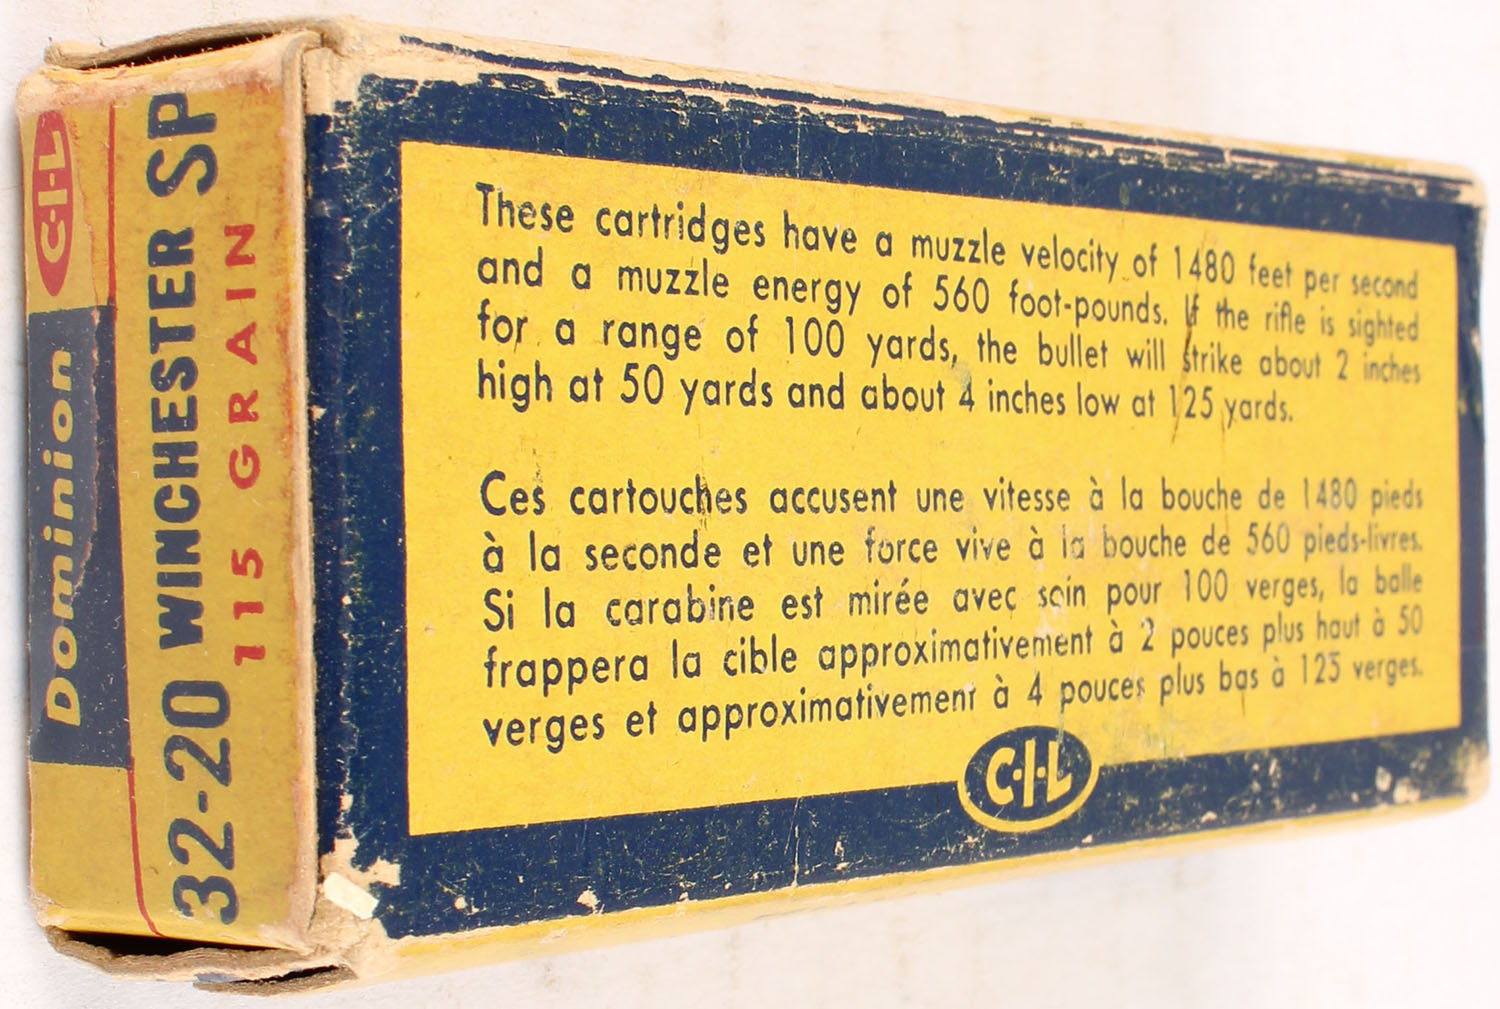 C-I-L
Dominion
32-20 WINCHESTER SP
115 GRAIN
These cartridges have a muzzle velocity of 1480 feet per second
and a muzzle energy of 560 foot-pounds. If the rifle is sighted
for a range of 100 yards, the bullet will strike about 2 inches
high at 50 yards and about 4 inches low at 125 yards.
Ces cartouches accusent une vitesse à la bouche de 1480 pieds
à la seconde et une force vive à la bouche de 560 pieds-livres.
Si la carabine est mirée avec soin pour 100 verges, la balle
frappera la cible approximativement à 2 pouces plus haut à 50
verges et approximativement à 4 pouces plus bas à 125 verges.
C-I-L